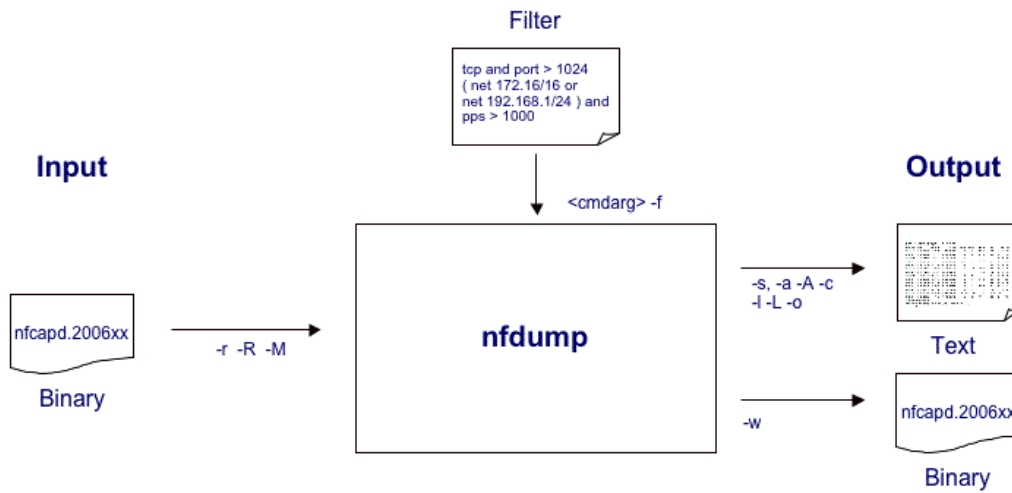 Filter
tcp and port > 1024
( net 172.16/16 or
net 192.168.1/24 ) and
pps > 1000
Input
Output
<cmdarg> -f
nfcapd.2006xx
Binary
-r -R -M
nfdump
-s, -a -A -c
-l -L -o
Text
-w
nfcapd.2006xx
Binary